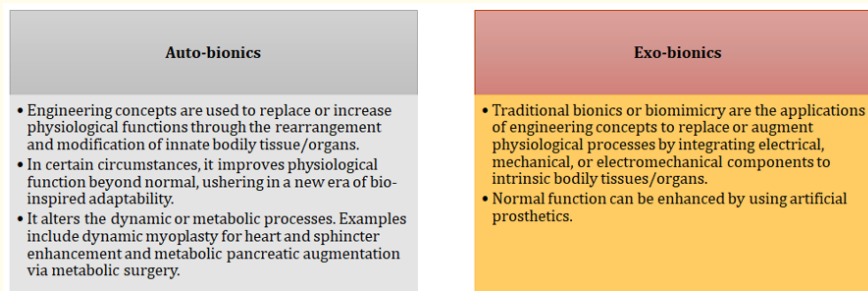 Auto-bionics
• Engineering concepts are used to replace or increase
physiological functions through the rearrangement
and modification of innate bodily tissue/organs.
• In certain circumstances, it improves physiological
function beyond normal, ushering in a new era of bio-
inspired adaptability.
• It alters the dynamic or metabolic processes. Examples
include dynamic myoplasty for heart and sphincter
enhancement and metabolic pancreatic augmentation
via metabolic surgery.
Exo-bionics
• Traditional bionics or biomimicry are the applications
of engineering concepts to replace or augment
physiological processes by integrating electrical,
mechanical, or electromechanical components to
intrinsic bodily tissues/organs.
• Normal function can be enhanced by using artificial
prosthetics.